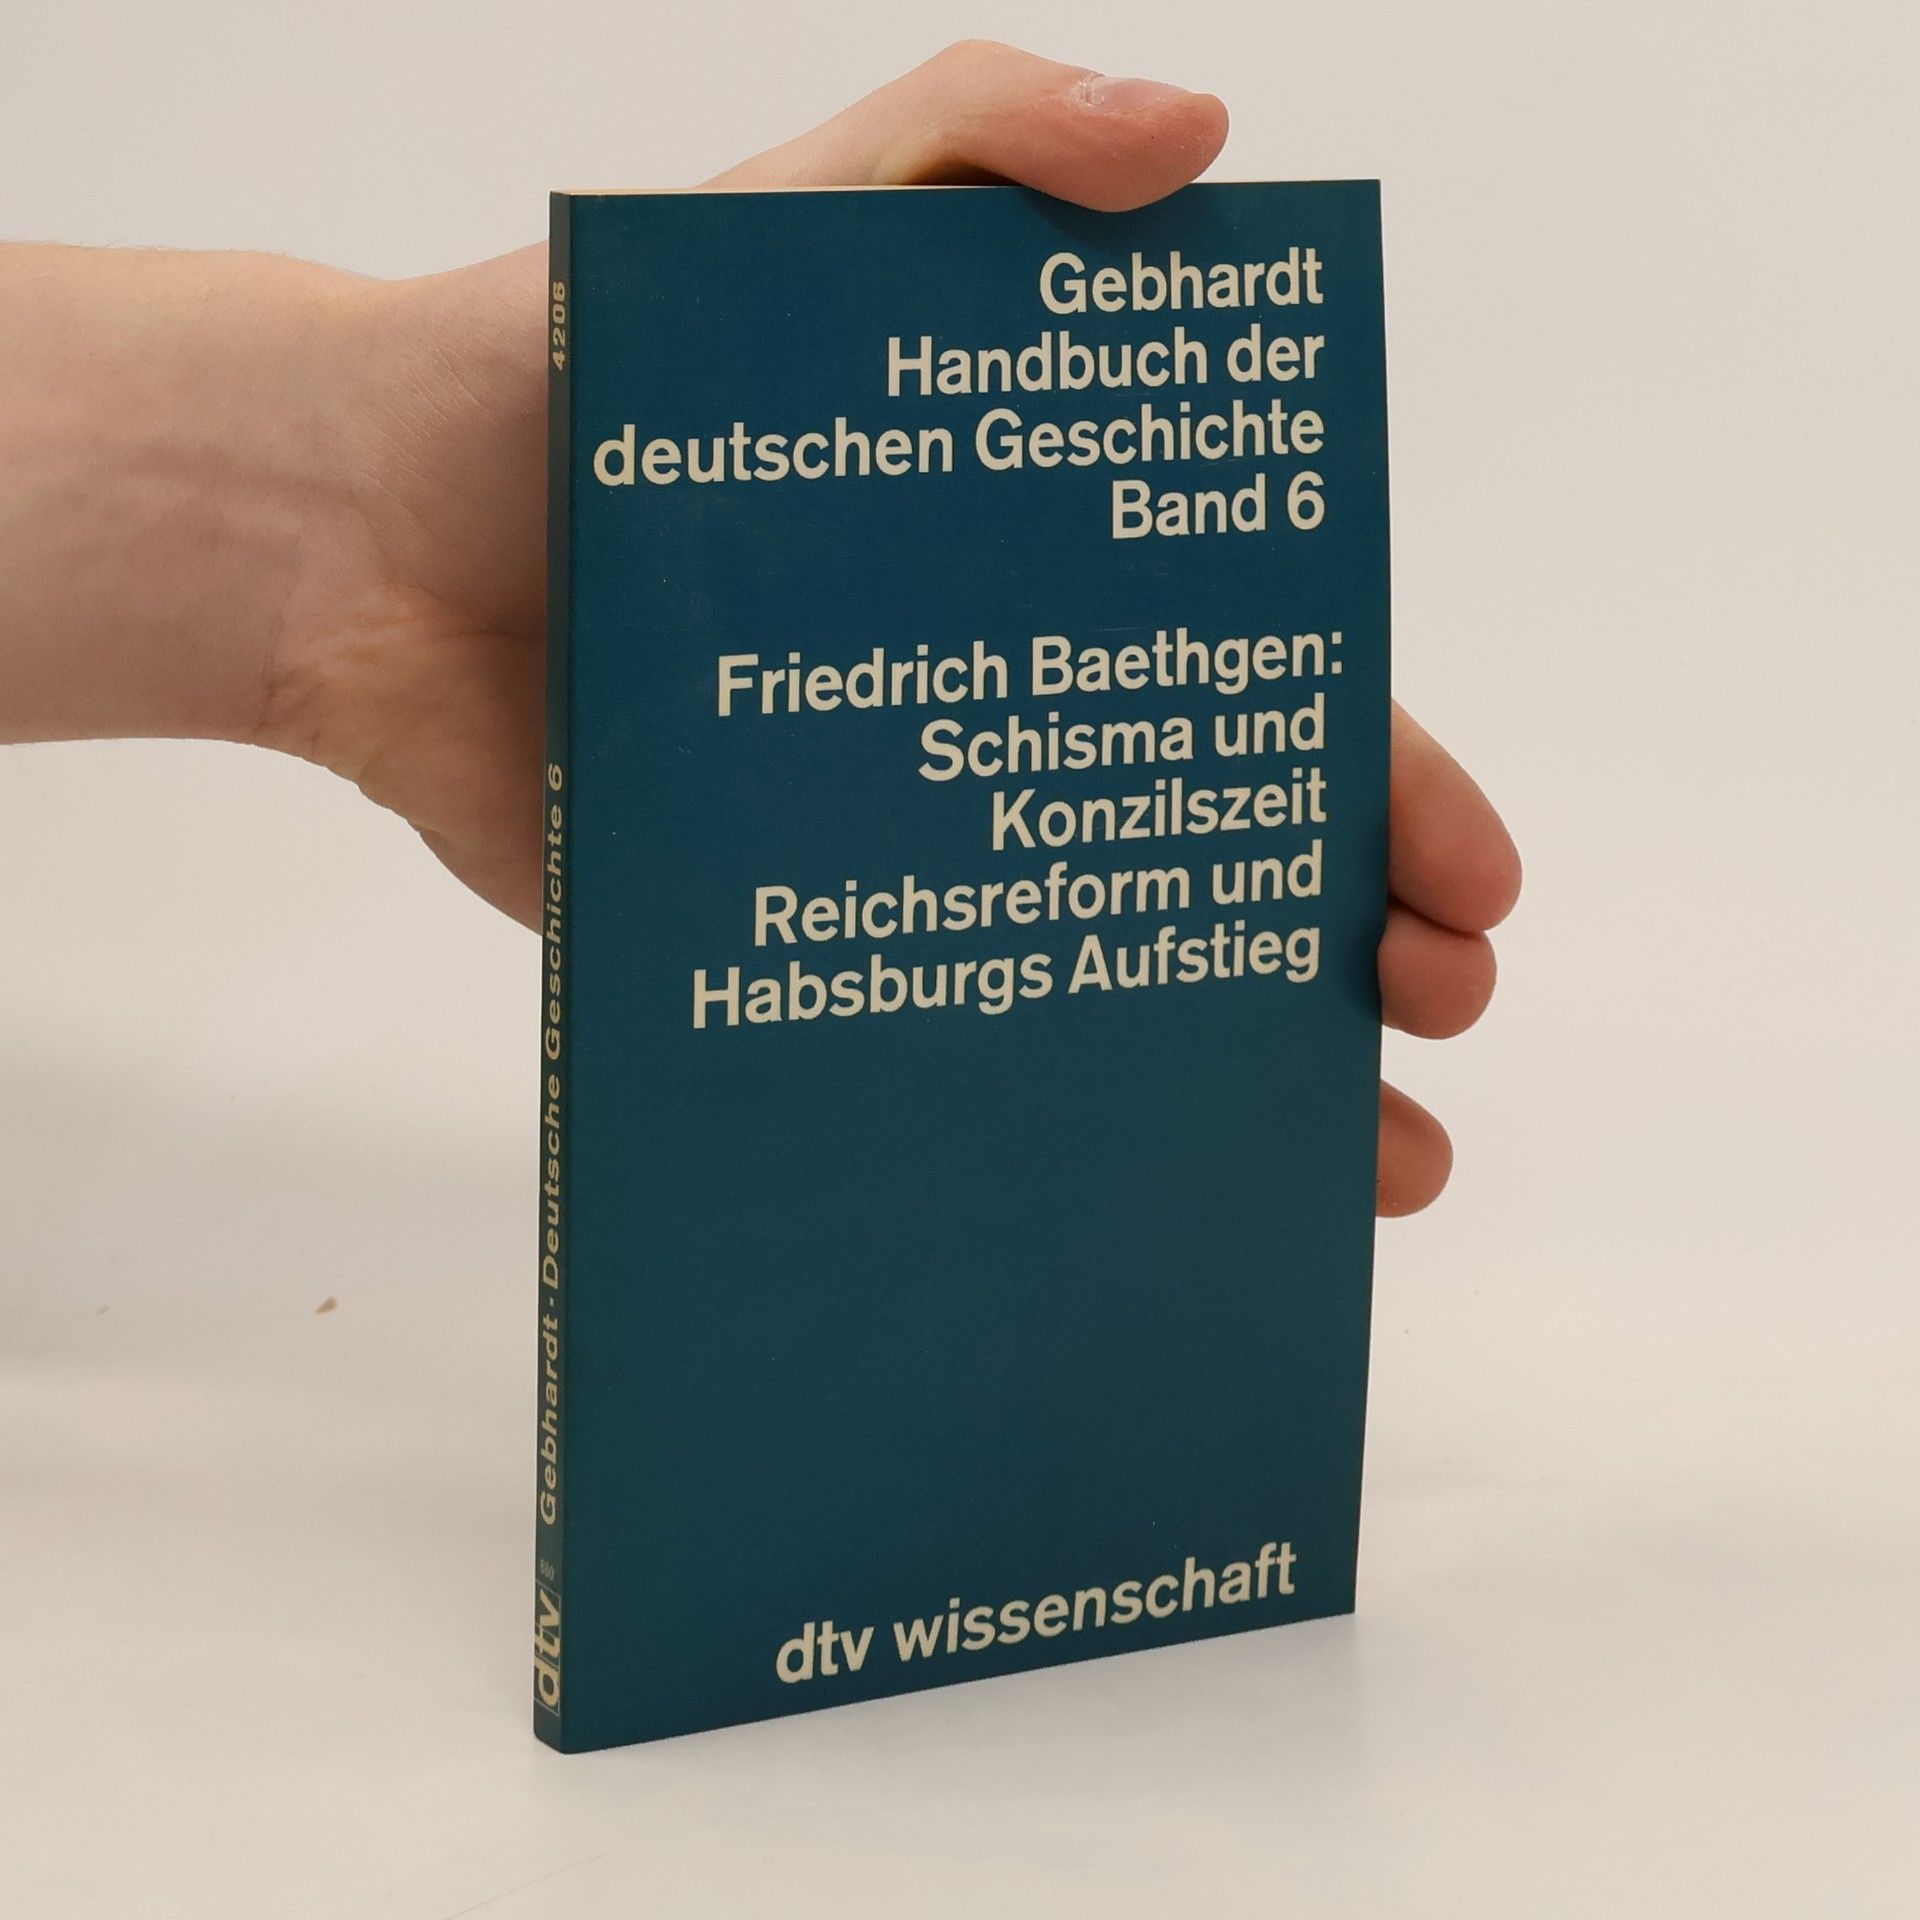 Gebhardt
Handbuch der
deutschen Geschichte
Band 6
Friedrich Baethgen:
Schisma und
Konzilszeit
Reichsreform und
Habsburgs Aufstieg
dtv wissenschaft
4206
Gebhardt · Deutsche Geschichte 6
dtv